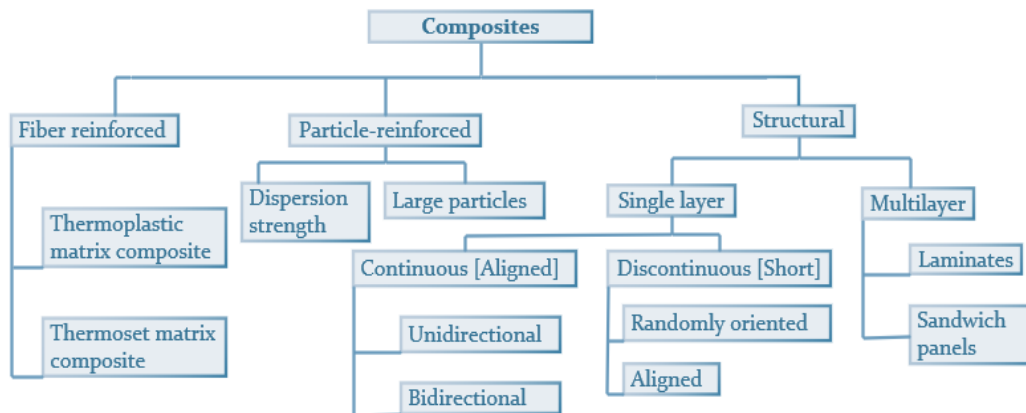 Composites
Fiber reinforced
Particle-reinforced
Structural
Dispersion
strength
Large particles
Single layer
Multilayer
Thermoplastic
matrix composite
Thermoset matrix
composite
Continuous [Aligned]
Unidirectional
Bidirectional
Discontinuous [Short]
Randomly oriented
Aligned
Laminates
Sandwich
panels